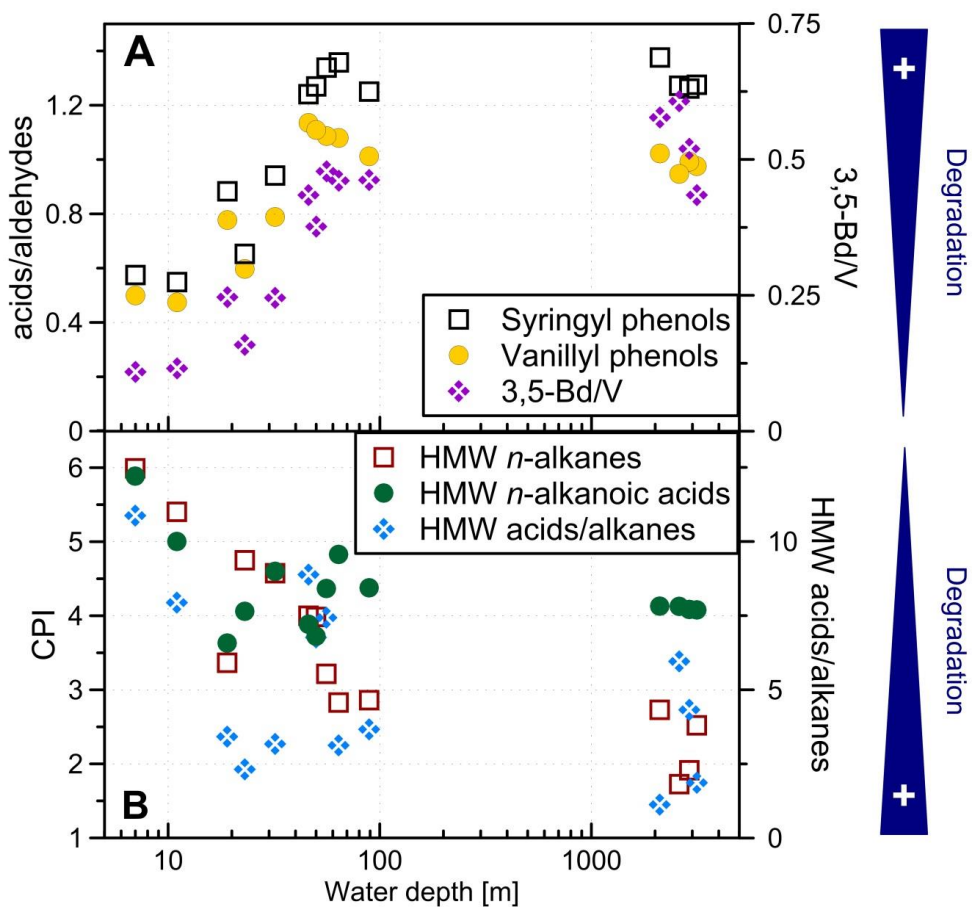 A
acids/aldehydes
1.2
0.8
0.4
0
0.75
0.5
0.25
0
3,5-Bd/V
+
Degradation
Syringyl phenols
Vanillyl phenols
3,5-Bd/V
B
CPI
6
5
4
3
2
1
HMW n-alkanes
HMW n-alkanoic acids
HMW acids/alkanes
10
5
0
HMW acids/alkanes
Degradation
+
10
100
1000
Water depth [m]